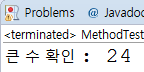 Problems @ Javadoc
<terminated> MethodTest
큰 수 확인 : 24